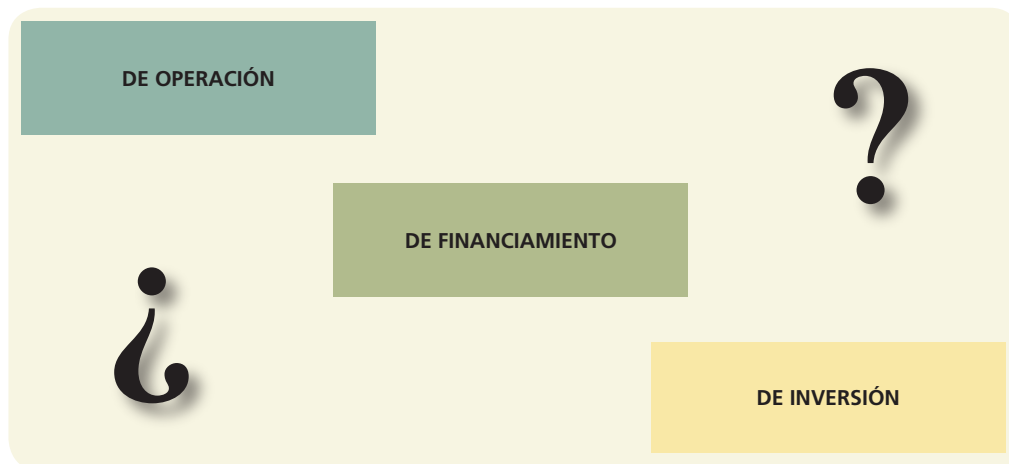 DE OPERACIÓN
?
DE FINANCIAMIENTO
¿
DE INVERSIÓN